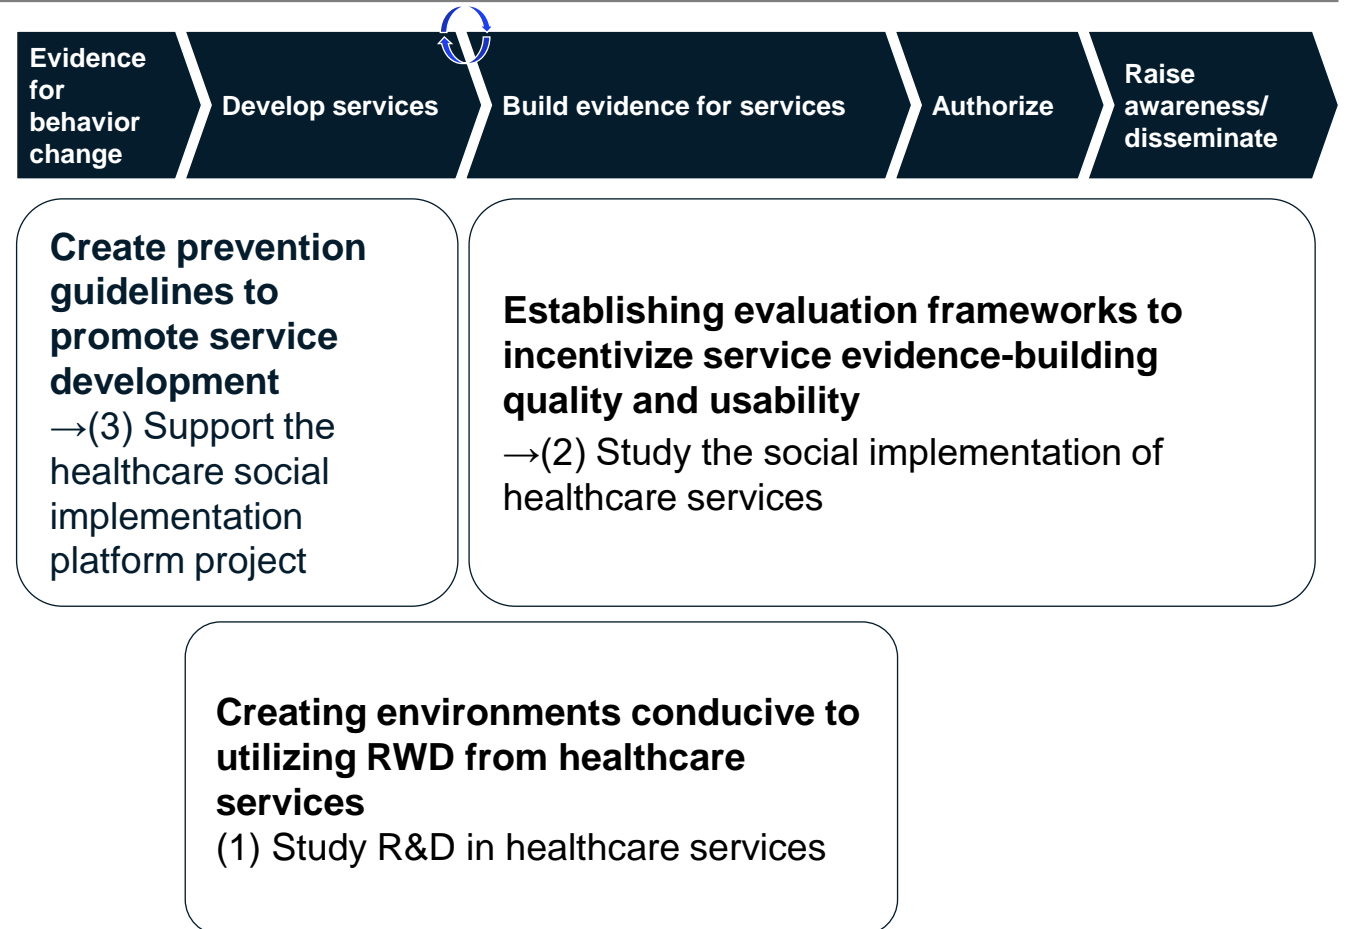 Evidence
for
behavior
change
Develop services
Build evidence for services
Authorize
Raise
awareness/
disseminate
Create prevention
guidelines to
promote service
development
→(3) Support the
healthcare social
implementation
platform project
Establishing evaluation frameworks to
incentivize service evidence-building
quality and usability
→(2) Study the social implementation of
healthcare services
Creating environments conducive to
utilizing RWD from healthcare
services
(1) Study R&D in healthcare services